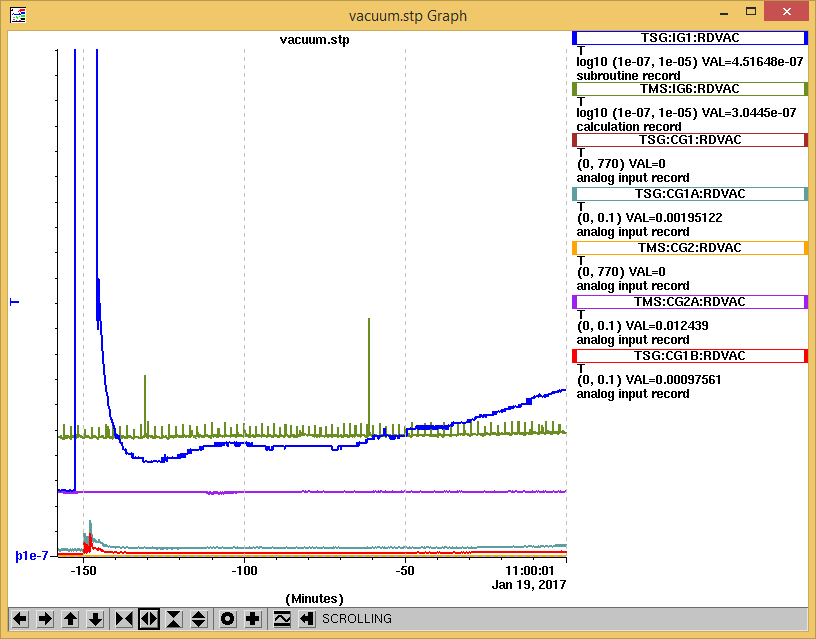 vacuum.stp Graph
vacuum.stp
T
1e-7
-150
-100
-50
11:00:01
Jan 19, 2017
(Minutes)
TSG:IG1:RDVAC
T
log10 (1e-07, 1e-05) VAL=4.51648e-07
subroutine record
TMS:IG6:RDVAC
T
log10 (1e-07, 1e-05) VAL=3.0445e-07
calculation record
TSG:CG1:RDVAC
T
(0, 770) VAL=0
analog input record
TSG:CG1A:RDVAC
T
(0, 0.1) VAL=0.00195122
analog input record
TMS:CG2:RDVAC
T
(0, 770) VAL=0
analog input record
TMS:CG2A:RDVAC
T
(0, 0.1) VAL=0.012439
analog input record
TSG:CG1B:RDVAC
T
(0, 0.1) VAL=0.00097561
analog input record
SCROLLING